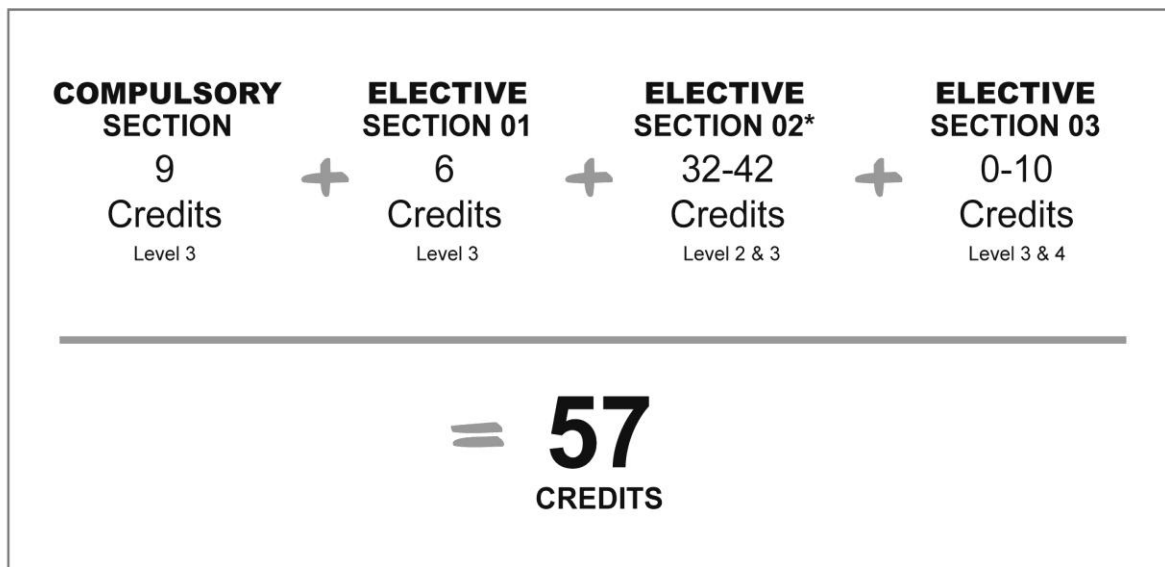 COMPULSORY
SECTION
9
Credits
Level 3
+
ELECTIVE
SECTION 01
6
Credits
Level 3
+
ELECTIVE
SECTION 02*
32-42
Credits
Level 2 & 3
+
ELECTIVE
SECTION 03
0-10
Credits
Level 3 & 4
= 57
CREDITS